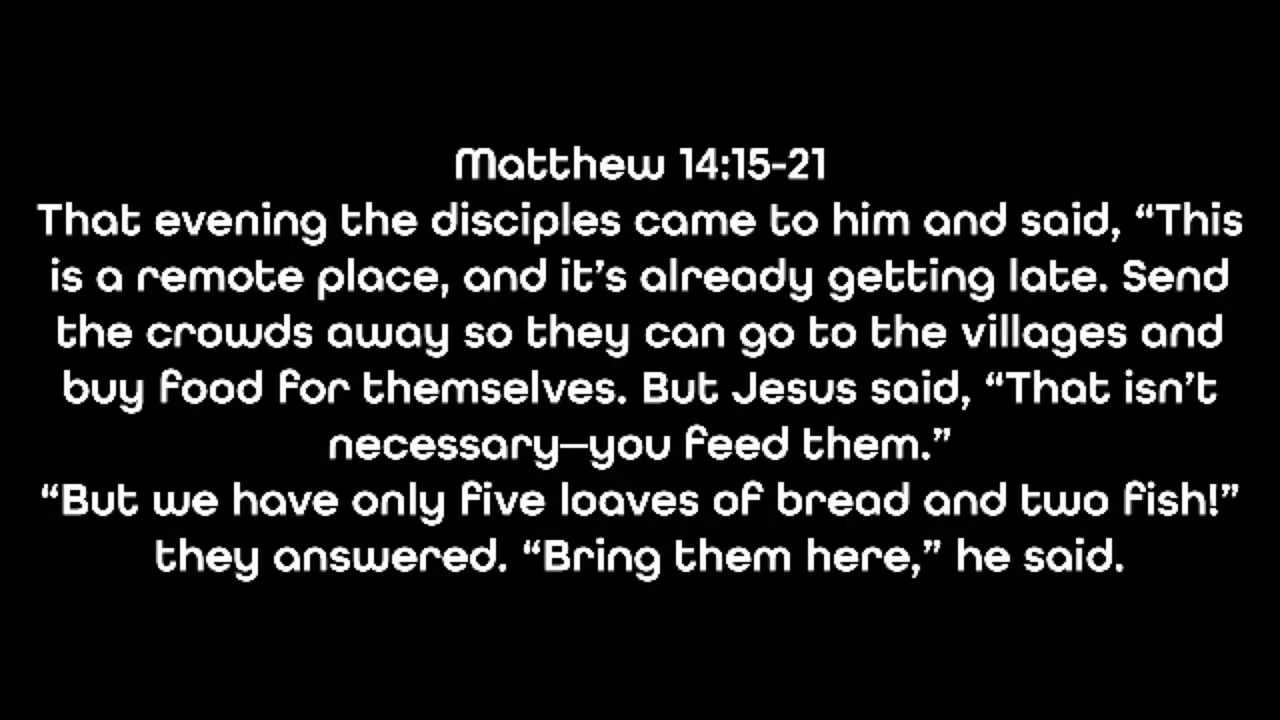 Matthew 14:15-21
That evening the disciples came to him and said, “This
is a remote place, and it’s already getting late. Send
the crowds away so they can go to the villages and
buy food for themselves. But Jesus said, “That isn’t
necessary—you feed them.”
“But we have only five loaves of bread and two fish!”
they answered. “Bring them here,” he said.